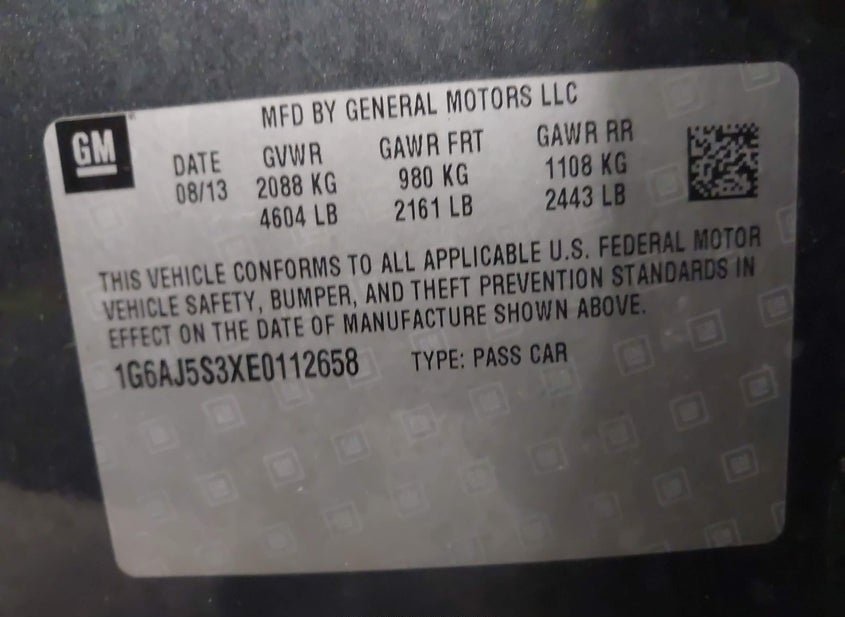 MFD BY GENERAL MOTORS LLC
GM
DATE GVWR GAWR FRT GAWR RR
08/13 2088 KG 980 KG 1108 KG
4604 LB 2161 LB 2443 LB
THIS VEHICLE CONFORMS TO ALL APPLICABLE U.S. FEDERAL MOTOR
VEHICLE SAFETY, BUMPER, AND THEFT PREVENTION STANDARDS IN
EFFECT ON THE DATE OF MANUFACTURE SHOWN ABOVE.
1G6AJ5S3XE0112658 TYPE: PASS CAR